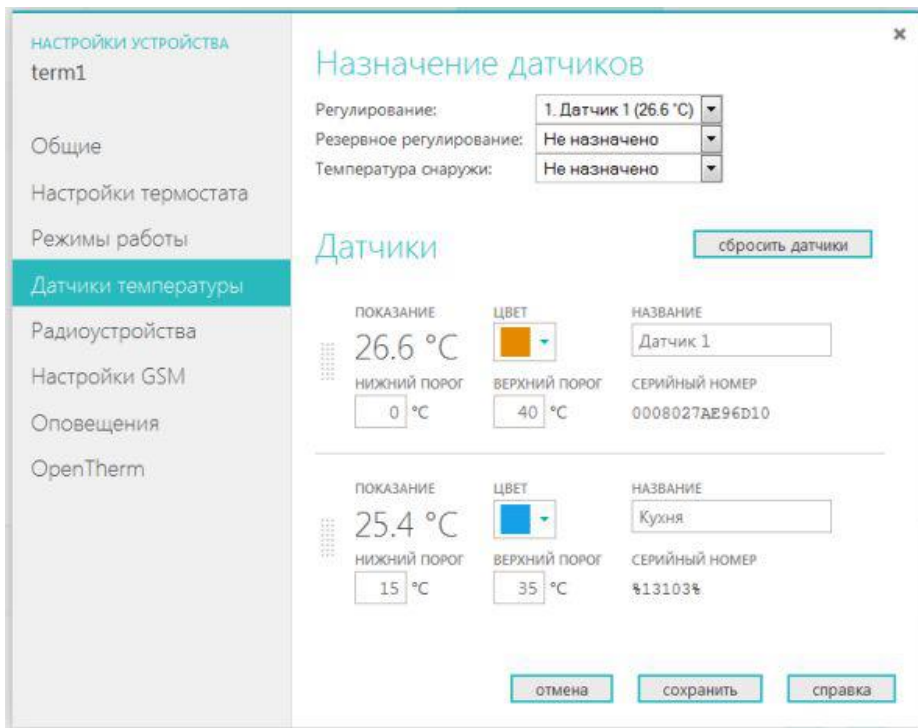 НАСТРОЙКИ УСТРОЙСТВА
term1
Общие
Настройки термостата
Режимы работы
Датчики температуры
Радиоустройства
Настройки GSM
Оповещения
OpenTherm
Назначение датчиков
Регулирование: 1. Датчик 1 (26.6 °C)
Резервное регулирование: Не назначено
Температура снаружи: Не назначено
Датчики сбросить датчики
ПОКАЗАНИЕ ЦВЕТ НАЗВАНИЕ
26.6 °C Датчик 1
НИЖНИЙ ПОРОГ ВЕРХНИЙ ПОРОГ СЕРИЙНЫЙ НОМЕР
0 °C 40 °C 0008027AE96D10
ПОКАЗАНИЕ ЦВЕТ НАЗВАНИЕ
25.4 °C Кухня
НИЖНИЙ ПОРОГ ВЕРХНИЙ ПОРОГ СЕРИЙНЫЙ НОМЕР
15 °C 35 °C %13103%
отмена сохранить справка